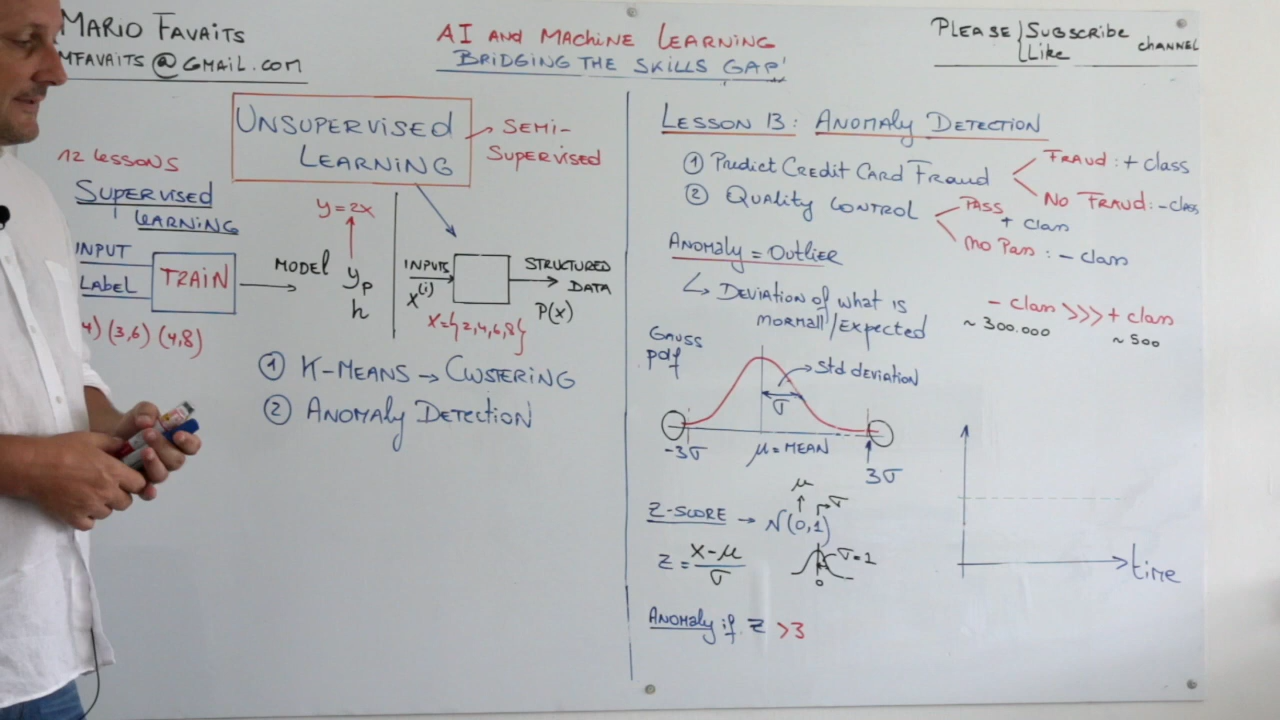 MARIO FAVAITS
MFAVAITS@GMAIL.COM
AI AND MACHINE LEARNING
BRIDGING THE SKILLS GAP
PLEASE Subscribe Like CHANNEL
12 LESSONS
SUPERVISED
LEARNING
INPUT
LABEL
TRAIN
MODEL
y=2x
yp
h
4) (3,6) (4,8)
UNSUPERVISED
LEARNING
SEMI-
SUPERVISED
INPUTS
x^(i)
x={2,4,6,8}
STRUCTURED
DATA
P(x)
① K-MEANS → CLUSTERING
② ANOMALY DETECTION
LESSON 13: ANOMALY DETECTION
① PREDICT CREDIT CARD FRAUD
FRAUD: + class
NO FRAUD: - class
② QUALITY CONTROL
PASS
+ class
NO PASS: - class
ANOMALY = OUTLIER
↳ DEVIATION OF WHAT IS
NORMALL/EXPECTED
- class >>> + class
~ 300.000
~ 500
GAUSS
pdf
Std deviation
σ
-3σ
μ = MEAN
3σ
μ
σ
Z-SCORE → N(0,1)
Z = x-μ/σ
σ=1
0
ANOMALY if Z >3
time